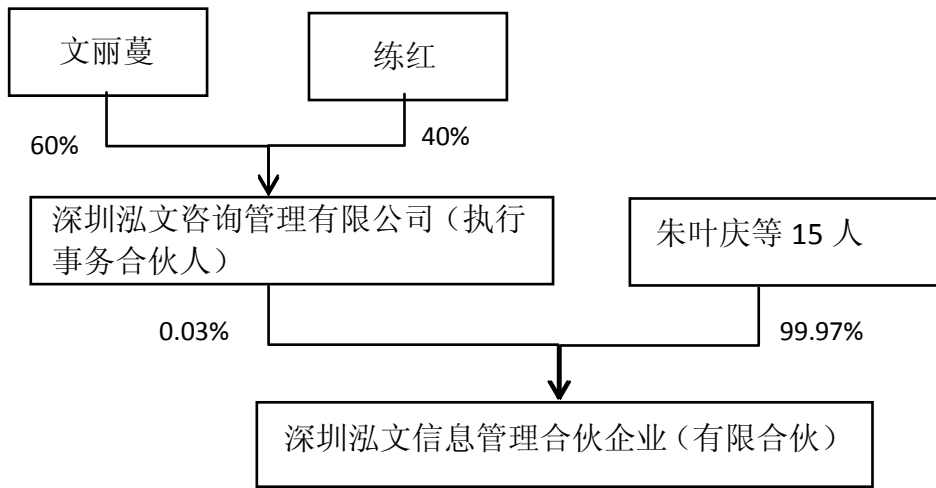 文丽蔓
练红
60%
40%
深圳泓文咨询管理有限公司（执行
事务合伙人）
朱叶庆等 15 人
0.03%
99.97%
深圳泓文信息管理合伙企业（有限合伙）